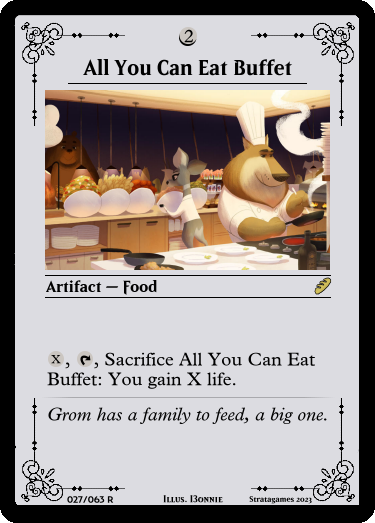 2
All You Can Eat Buffet
Artifact — Food
X, , Sacrifice All You Can Eat
Buffet: You gain X life.
Grom has a family to feed, a big one.
027/063 R Illus. I3onnie Stratagames 2023